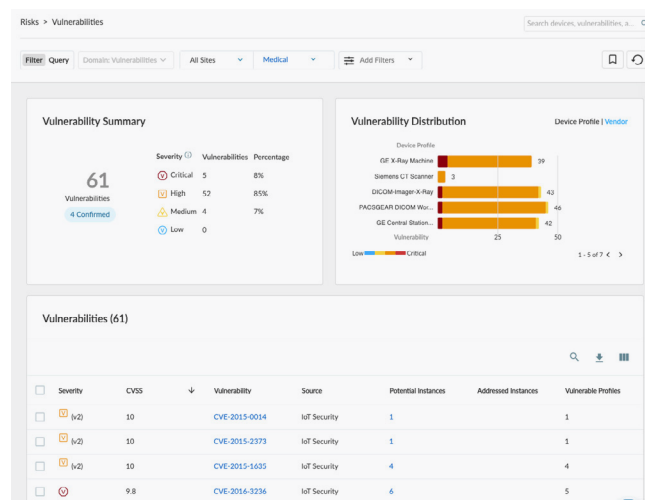 Risks > Vulnerabilities
Search devices, vulnerabilities, a...
Filter Query Domain: Vulnerabilities All Sites Medical Add Filters
Vulnerability Summary
61
Vulnerabilities
4 Confirmed
Severity Vulnerabilities Percentage
Critical 5 8%
High 52 85%
Medium 4 7%
Low 0
Vulnerability Distribution
Device Profile | Vendor
Device Profile
GE X-Ray Machine 39
Siemens CT Scanner 3
DICOM-Imager-X-Ray 43
PACSGEAR DICOM Wor... 46
GE Central Station... 42
Vulnerability 25 50
Low Critical
1 - 5 of 7 < >
Vulnerabilities (61)
Severity CVSS Vulnerability Source Potential Instances Addressed Instances Vulnerable Profiles
V (v2) 10 CVE-2015-0014 IoT Security 1 1
V (v2) 10 CVE-2015-2373 IoT Security 1 1
V (v2) 10 CVE-2015-1635 IoT Security 4 4
V 9.8 CVE-2016-3236 IoT Security 6 5